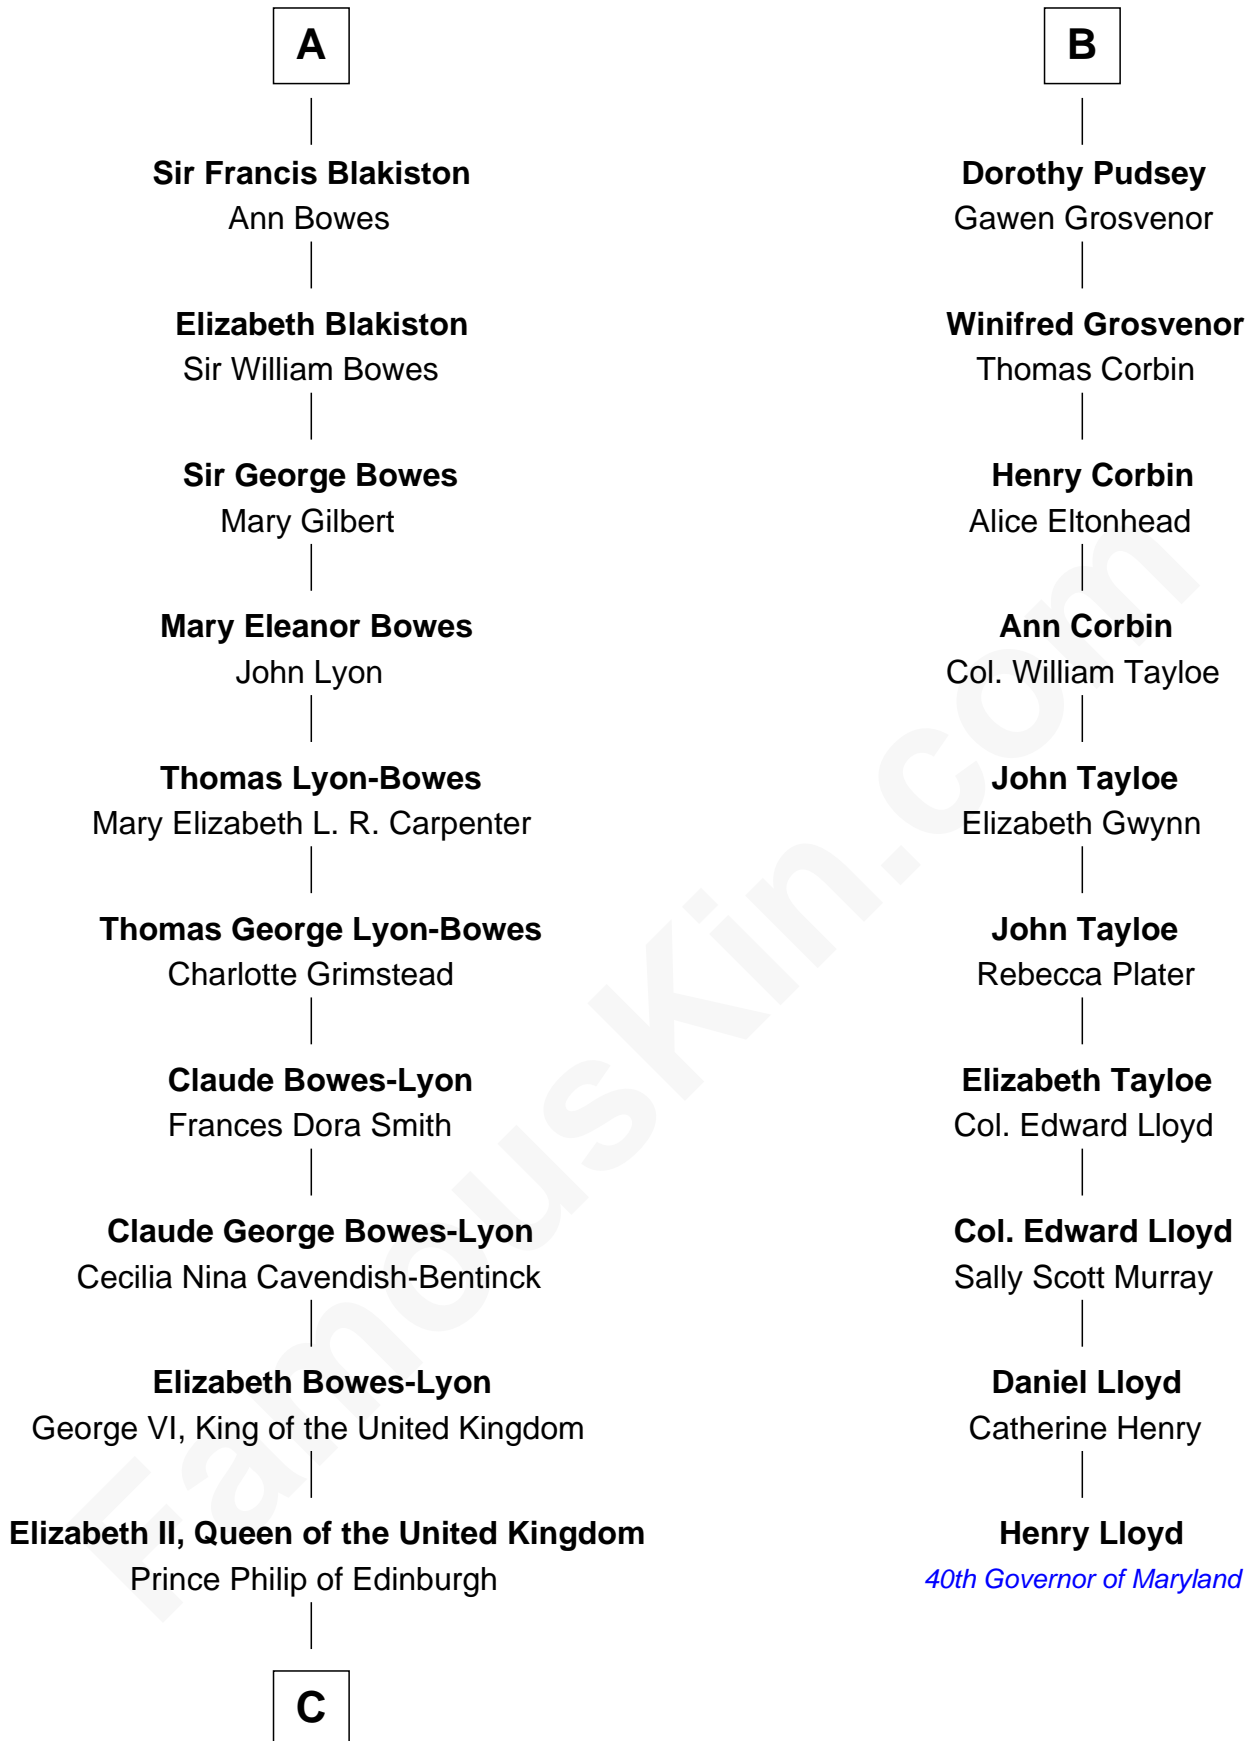 A
Sir Francis Blakiston
Ann Bowes
Elizabeth Blakiston
Sir William Bowes
Sir George Bowes
Mary Gilbert
Mary Eleanor Bowes
John Lyon
Thomas Lyon-Bowes
Mary Elizabeth L. R. Carpenter
Thomas George Lyon-Bowes
Charlotte Grimstead
Claude Bowes-Lyon
Frances Dora Smith
Claude George Bowes-Lyon
Cecilia Nina Cavendish-Bentinck
Elizabeth Bowes-Lyon
George VI, King of the United Kingdom
Elizabeth II, Queen of the United Kingdom
Prince Philip of Edinburgh
C
B
Dorothy Pudsey
Gawen Grosvenor
Winifred Grosvenor
Thomas Corbin
Henry Corbin
Alice Eltonhead
Ann Corbin
Col. William Tayloe
John Tayloe
Elizabeth Gwynn
John Tayloe
Rebecca Plater
Elizabeth Tayloe
Col. Edward Lloyd
Col. Edward Lloyd
Sally Scott Murray
Daniel Lloyd
Catherine Henry
Henry Lloyd
40th Governor of Maryland
FamousKin.com